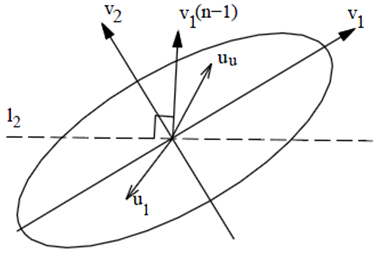 v₂
v₁(n−1)
v₁
uᵤ
l₂
u₁